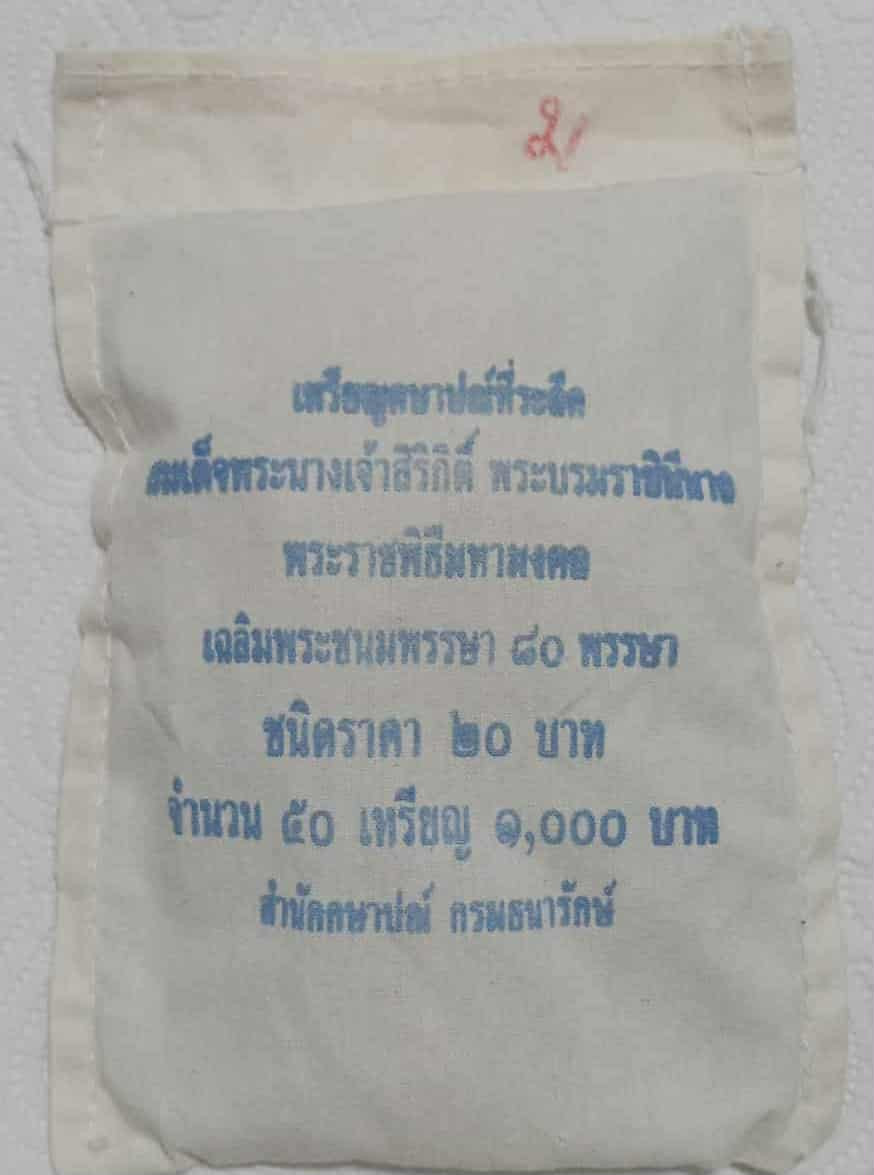 เหรียญกษาปณ์ที่ระลึก
สมเด็จพระนางเจ้าสิริกิติ์ พระบรมราชินีนาถ
พระราชพิธีมหามงคล
เฉลิมพระชนมพรรษา ๘๐ พรรษา
ชนิดราคา ๒๐ บาท
จำนวน ๕๐ เหรียญ ๑,๐๐๐ บาท
สำนักกษาปณ์ กรมธนารักษ์